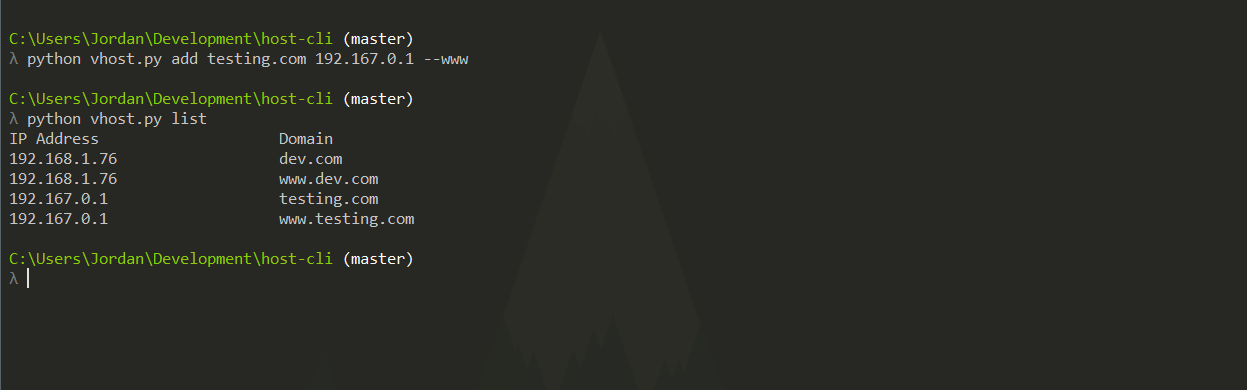 C:\Users\Jordan\Development\host-cli (master)
λ python vhost.py add testing.com 192.167.0.1 --www
C:\Users\Jordan\Development\host-cli (master)
λ python vhost.py list
IP Address                    Domain
192.168.1.76                  dev.com
192.168.1.76                  www.dev.com
192.167.0.1                   testing.com
192.167.0.1                   www.testing.com
C:\Users\Jordan\Development\host-cli (master)
λ